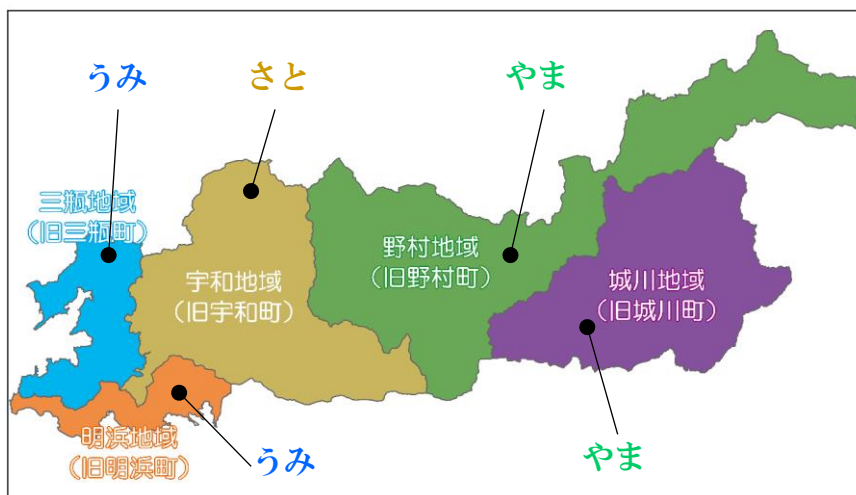 うみ
さと
やま
三瓶地域
（旧三瓶町）
宇和地域
（旧宇和町）
野村地域
（旧野村町）
城川地域
（旧城川町）
明浜地域
（旧明浜町）
うみ
やま